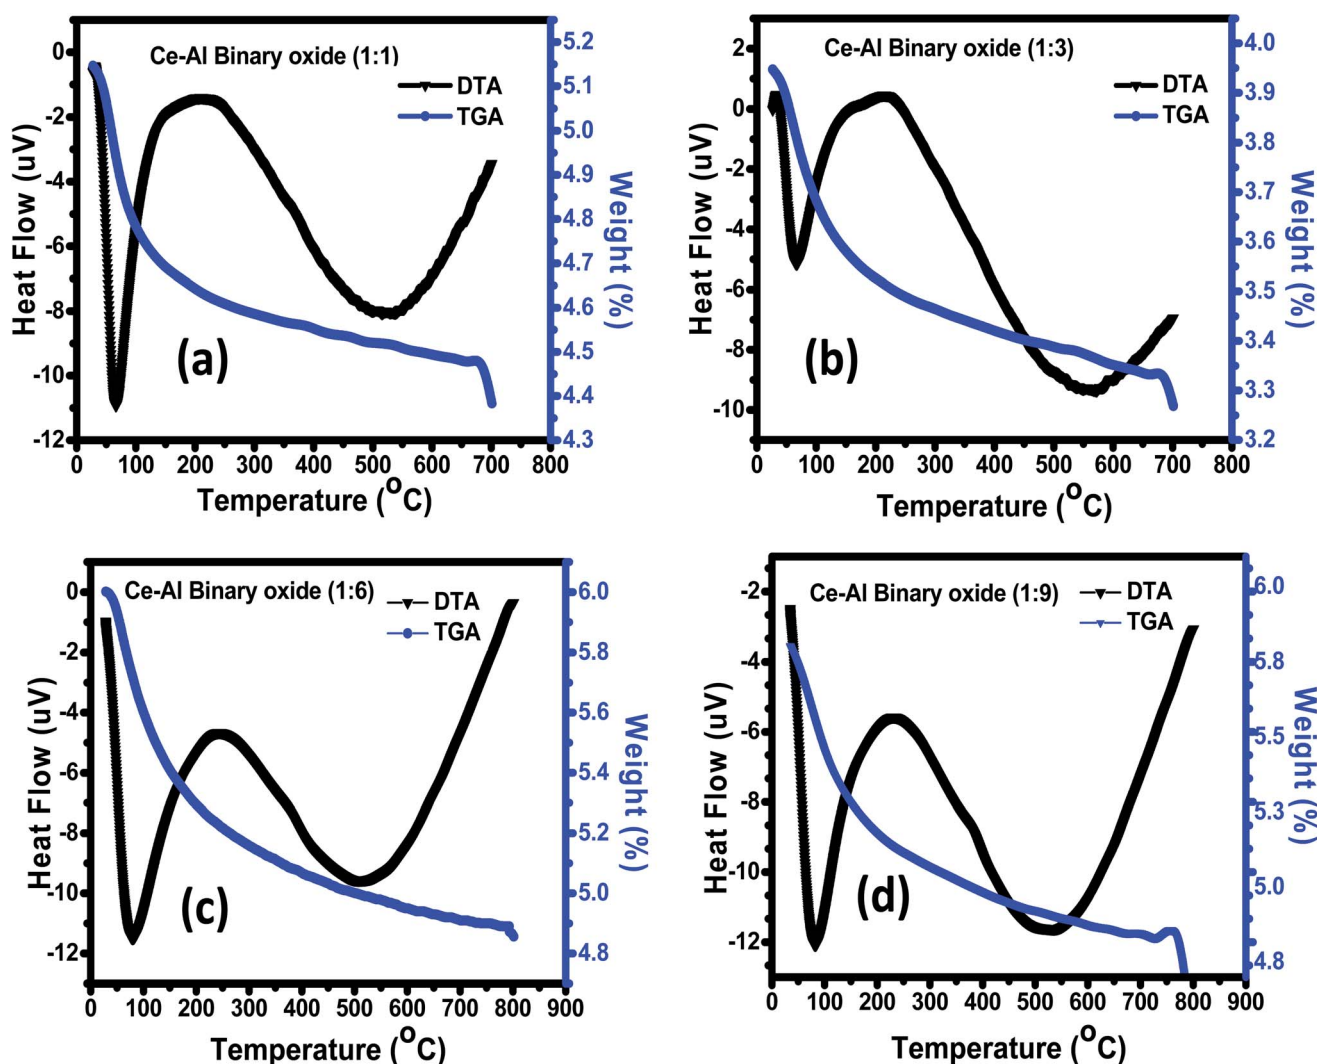 Ce-Al Binary oxide (1:1)
DTA
TGA
Heat Flow (uV)
0
-2
-4
-6
-8
-10
-12
5.2
5.1
5.0
4.9
4.8
4.7
4.6
4.5
4.4
4.3
Weight (%)
(a)
0 100 200 300 400 500 600 700 800
Temperature (°C)
Ce-Al Binary oxide (1:3)
DTA
TGA
Heat Flow (uV)
2
0
-2
-4
-6
-8
-10
4.0
3.9
3.8
3.7
3.6
3.5
3.4
3.3
3.2
Weight (%)
(b)
0 100 200 300 400 500 600 700 800
Temperature (°C)
Ce-Al Binary oxide (1:6)
DTA
TGA
Heat Flow (uV)
0
-2
-4
-6
-8
-10
-12
6.0
5.8
5.6
5.4
5.2
5.0
4.8
Weight (%)
(c)
0 100 200 300 400 500 600 700 800 900
Temperature (°C)
Ce-Al Binary oxide (1:9)
DTA
TGA
Heat Flow (uV)
-2
-4
-6
-8
-10
-12
6.0
5.8
5.5
5.3
5.0
4.8
Weight (%)
(d)
0 100 200 300 400 500 600 700 800 900
Temperature (°C)